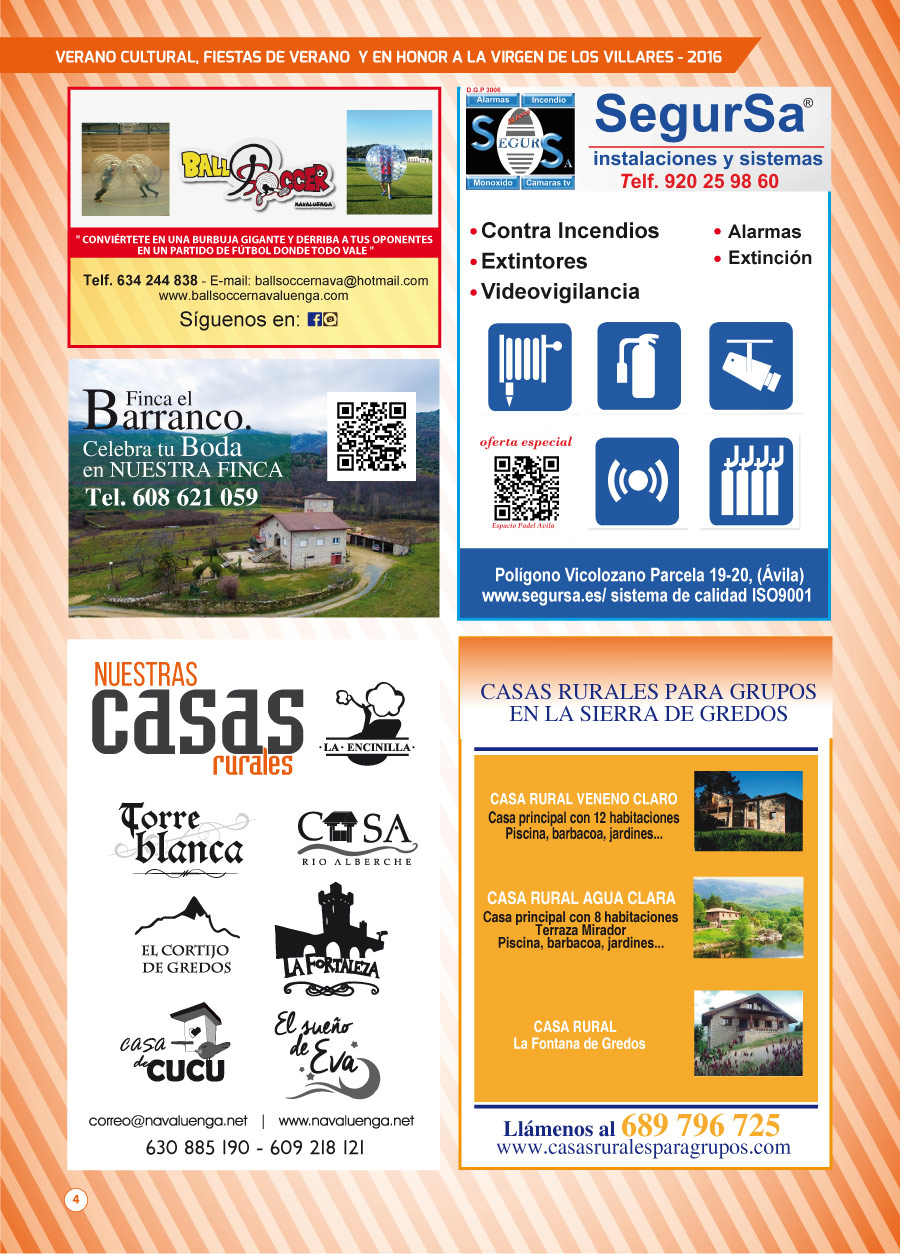 VERANO CULTURAL, FIESTAS DE VERANO Y EN HONOR A LA VIRGEN DE LOS VILLARES - 2016
BALL
SOCCER
NAVALUENGA
" CONVIÉRTETE EN UNA BURBUJA GIGANTE Y DERRIBA A TUS OPONENTES
EN UN PARTIDO DE FÚTBOL DONDE TODO VALE "
Telf. 634 244 838 - E-mail: ballsoccernava@hotmail.com
www.ballsoccernavaluenga.com
Síguenos en:
D.G.P 3006
Alarmas Incendio
SEGURSA
Monoxido Camaras tv
SegurSa®
instalaciones y sistemas
Telf. 920 25 98 60
• Contra Incendios
• Extintores
• Videovigilancia
• Alarmas
• Extinción
oferta especial
Espacio Padel Avila
Polígono Vicolozano Parcela 19-20, (Ávila)
www.segursa.es/ sistema de calidad ISO9001
Finca el
Barranco.
Celebra tu Boda
en NUESTRA FINCA
Tel. 608 621 059
NUESTRAS
casas
rurales
· LA ENCINILLA ·
Torre
blanca
CASA
RIO ALBERCHE
EL CORTIJO
DE GREDOS
LA FORTALEZA
casa
de CUCU
El sueño
de Eva
correo@navaluenga.net | www.navaluenga.net
630 885 190 - 609 218 121
CASAS RURALES PARA GRUPOS
EN LA SIERRA DE GREDOS
CASA RURAL VENENO CLARO
Casa principal con 12 habitaciones
Piscina, barbacoa, jardines...
CASA RURAL AGUA CLARA
Casa principal con 8 habitaciones
Terraza Mirador
Piscina, barbacoa, jardines...
CASA RURAL
La Fontana de Gredos
Llámenos al 689 796 725
www.casasruralesparagrupos.com
4